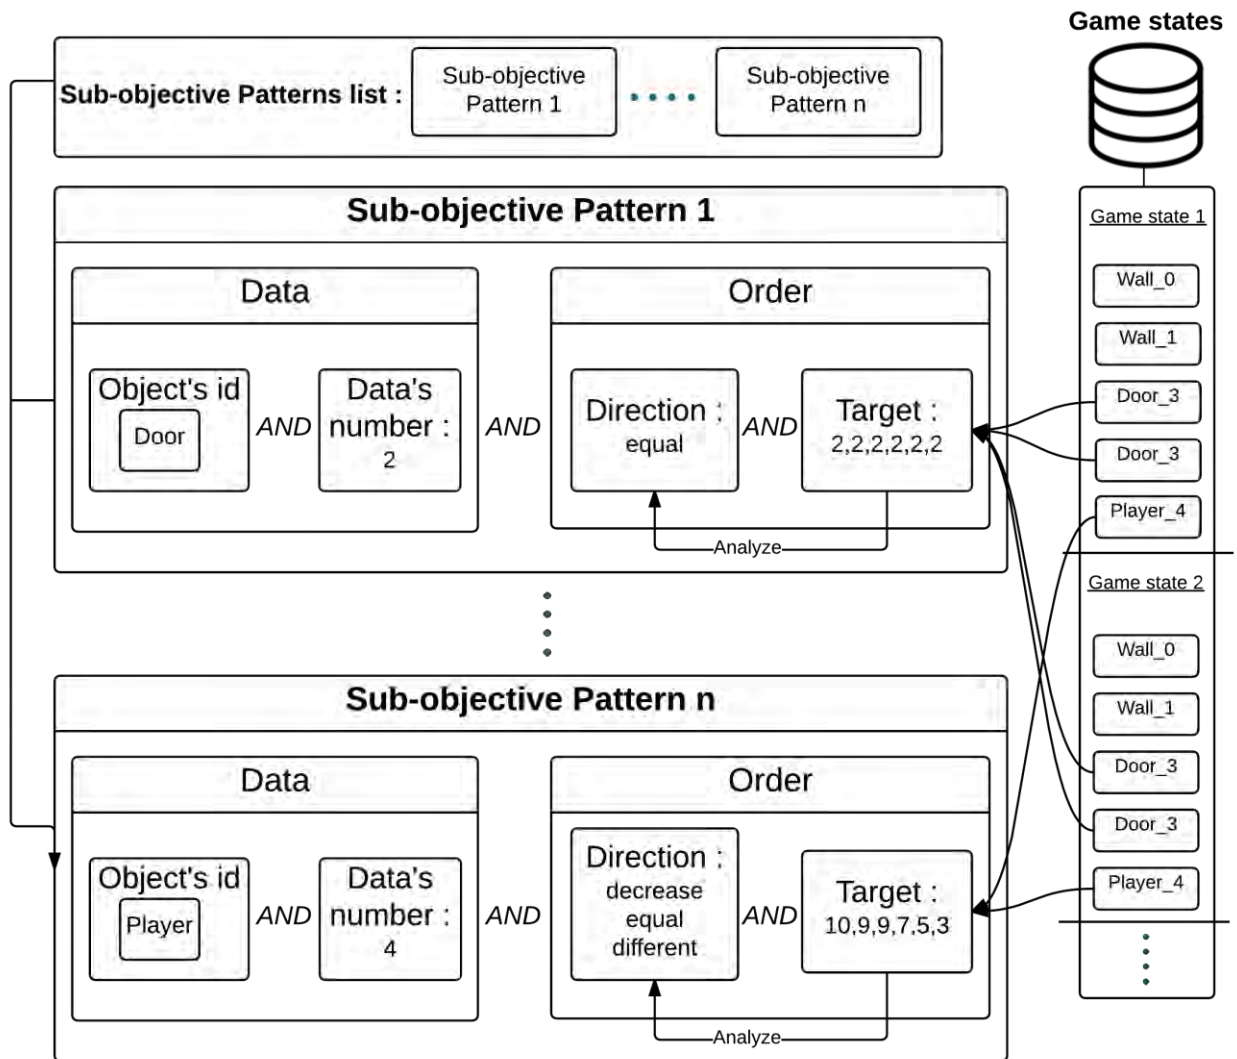 Game states
Sub-objective Patterns list :
Sub-objective
Pattern 1
Sub-objective
Pattern n
Sub-objective Pattern 1
Data
Object's id
Door
AND
Data's
number :
2
AND
Order
Direction :
equal
AND
Target :
2,2,2,2,2,2
Analyze
Sub-objective Pattern n
Data
Object's id
Player
AND
Data's
number :
4
AND
Order
Direction :
decrease
equal
different
AND
Target :
10,9,9,7,5,3
Analyze
Game state 1
Wall_0
Wall_1
Door_3
Door_3
Player_4
Game state 2
Wall_0
Wall_1
Door_3
Door_3
Player_4